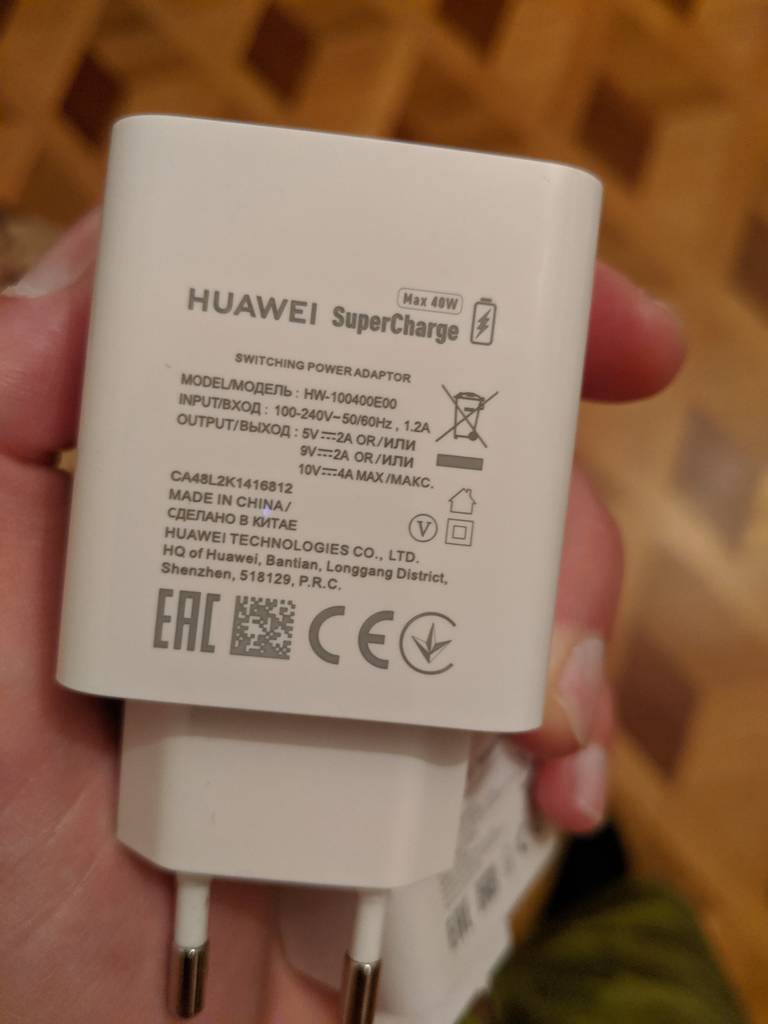 HUAWEI SuperCharge Max 40W
SWITCHING POWER ADAPTOR
MODEL/МОДЕЛЬ : HW-100400E00
INPUT/ВХОД : 100-240V~50/60Hz , 1.2A
OUTPUT/ВЫХОД : 5V⎓2A OR/ИЛИ
9V⎓2A OR/ИЛИ
10V⎓4A MAX/МАКС.
CA48L2K1416812
MADE IN CHINA/
СДЕЛАНО В КИТАЕ
V
HUAWEI TECHNOLOGIES CO., LTD.
HQ of Huawei, Bantian, Longgang District,
Shenzhen, 518129, P.R.C.
EAC CE
EAC